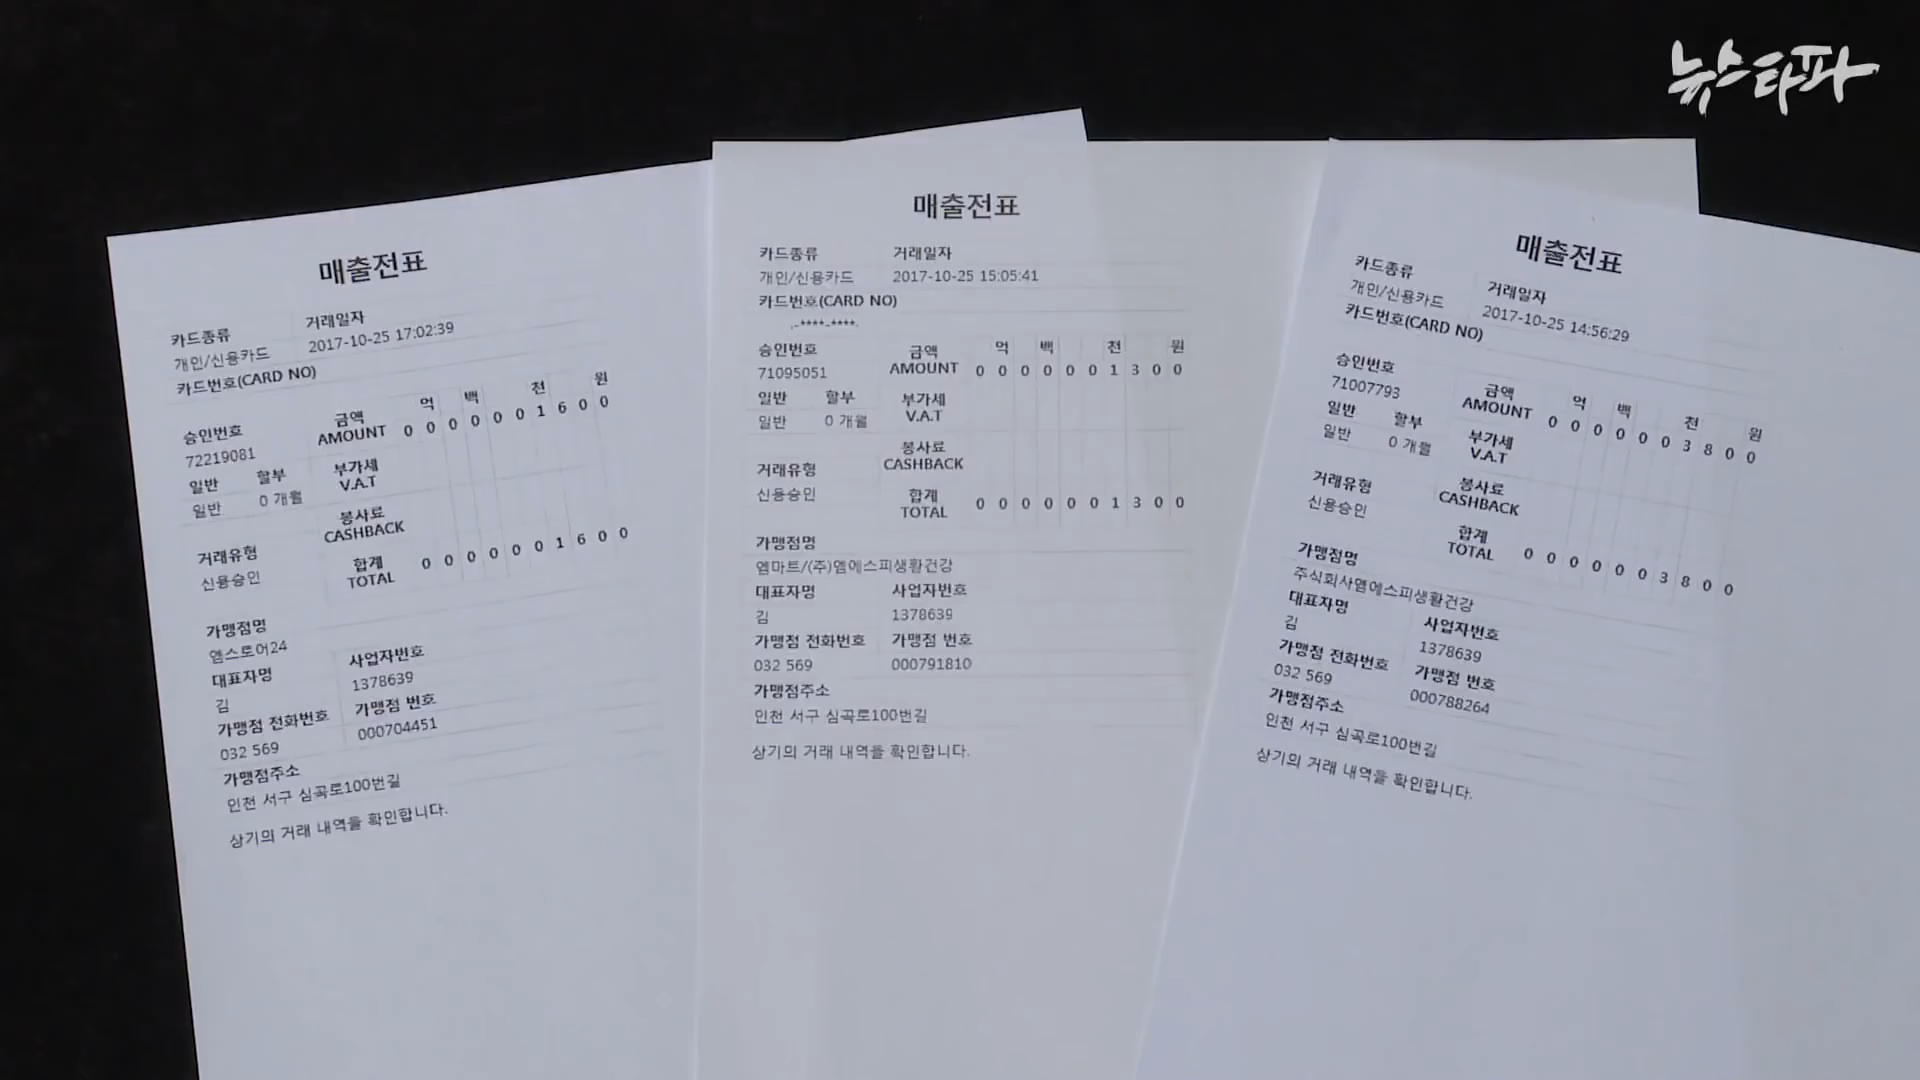 뉴스타파
매출전표
카드종류 거래일자
개인/신용카드 2017-10-25 17:02:39
카드번호(CARD NO)
승인번호 금액 억 백 천 원
72219081 AMOUNT 0 0 0 0 0 0 1 6 0 0
일반 할부 부가세
일반 0 개월 V.A.T
봉사료
CASHBACK
거래유형 합계
신용승인 TOTAL 0 0 0 0 0 0 1 6 0 0
가맹점명
엠스토어24
대표자명 사업자번호
김 1378639
가맹점 전화번호 가맹점 번호
032 569 000704451
가맹점주소
인천 서구 심곡로100번길
상기의 거래 내역을 확인합니다.
매출전표
카드종류 거래일자
개인/신용카드 2017-10-25 15:05:41
카드번호(CARD NO)
.-****-****.
승인번호 금액 억 백 천 원
71095051 AMOUNT 0 0 0 0 0 0 1 3 0 0
일반 할부 부가세
일반 0 개월 V.A.T
봉사료
거래유형 CASHBACK
신용승인 합계
TOTAL 0 0 0 0 0 0 1 3 0 0
가맹점명
엠마트/(주)엠에스피생활건강
대표자명 사업자번호
김 1378639
가맹점 전화번호 가맹점 번호
032 569 000791810
가맹점주소
인천 서구 심곡로100번길
상기의 거래 내역을 확인합니다.
매출전표
카드종류 거래일자
개인/신용카드 2017-10-25 14:56:29
카드번호(CARD NO)
승인번호 금액 억 백 천 원
71007793 AMOUNT 0 0 0 0 0 0 3 8 0 0
일반 할부 부가세
일반 0 개월 V.A.T
거래유형 봉사료
신용승인 CASHBACK
합계
TOTAL 0 0 0 0 0 0 3 8 0 0
가맹점명
주식회사엠에스피생활건강
대표자명 사업자번호
김 1378639
가맹점 전화번호 가맹점 번호
032 569 000788264
가맹점주소
인천 서구 심곡로100번길
상기의 거래 내역을 확인합니다.